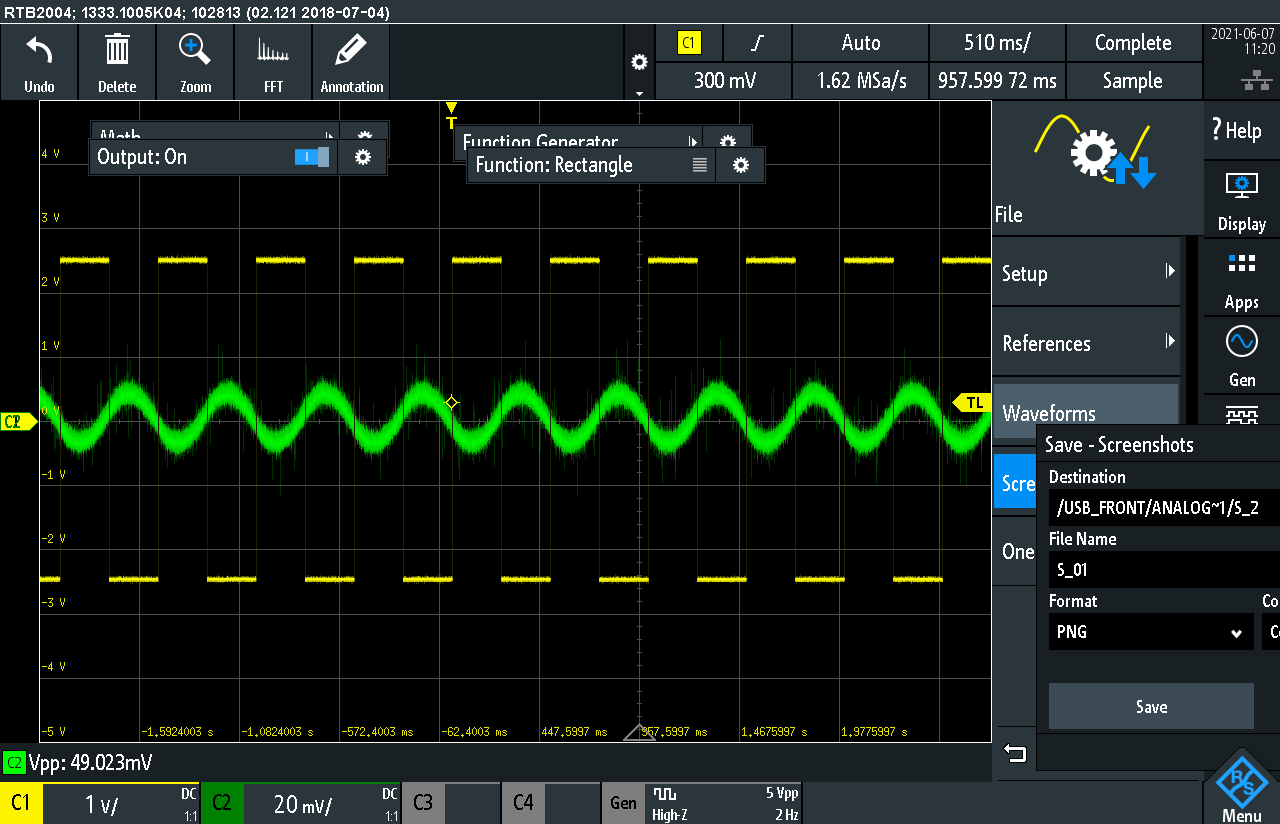 RTB2004; 1333.1005K04; 102813 (02.121 2018-07-04)
Undo
Delete
Zoom
FFT
Annotation
C1
Auto
510 ms/
Complete
300 mV
1.62 MSa/s
957.599 72 ms
Sample
2021-06-07
11:20
T
Math
Output: On
Function Generator
Function: Rectangle
4 V
3 V
2 V
1 V
0 V
-1 V
-2 V
-3 V
-4 V
-5 V
TL
-1.5924003 s
-1.0824003 s
-572.4003 ms
-62.4003 ms
447.5997 ms
957.5997 ms
1.4675997 s
1.9775997 s
File
Setup
References
Waveforms
Scre
One
? Help
Display
Apps
Gen
Save - Screenshots
Destination
/USB_FRONT/ANALOG~1/S_2
File Name
S_01
Format
Co
PNG
Save
R&S
Menu
C2 Vpp: 49.023mV
C1
1 V/
DC
1:1
C2
20 mV/
DC
1:1
C3
C4
Gen
High-Z
5 Vpp
2 Hz